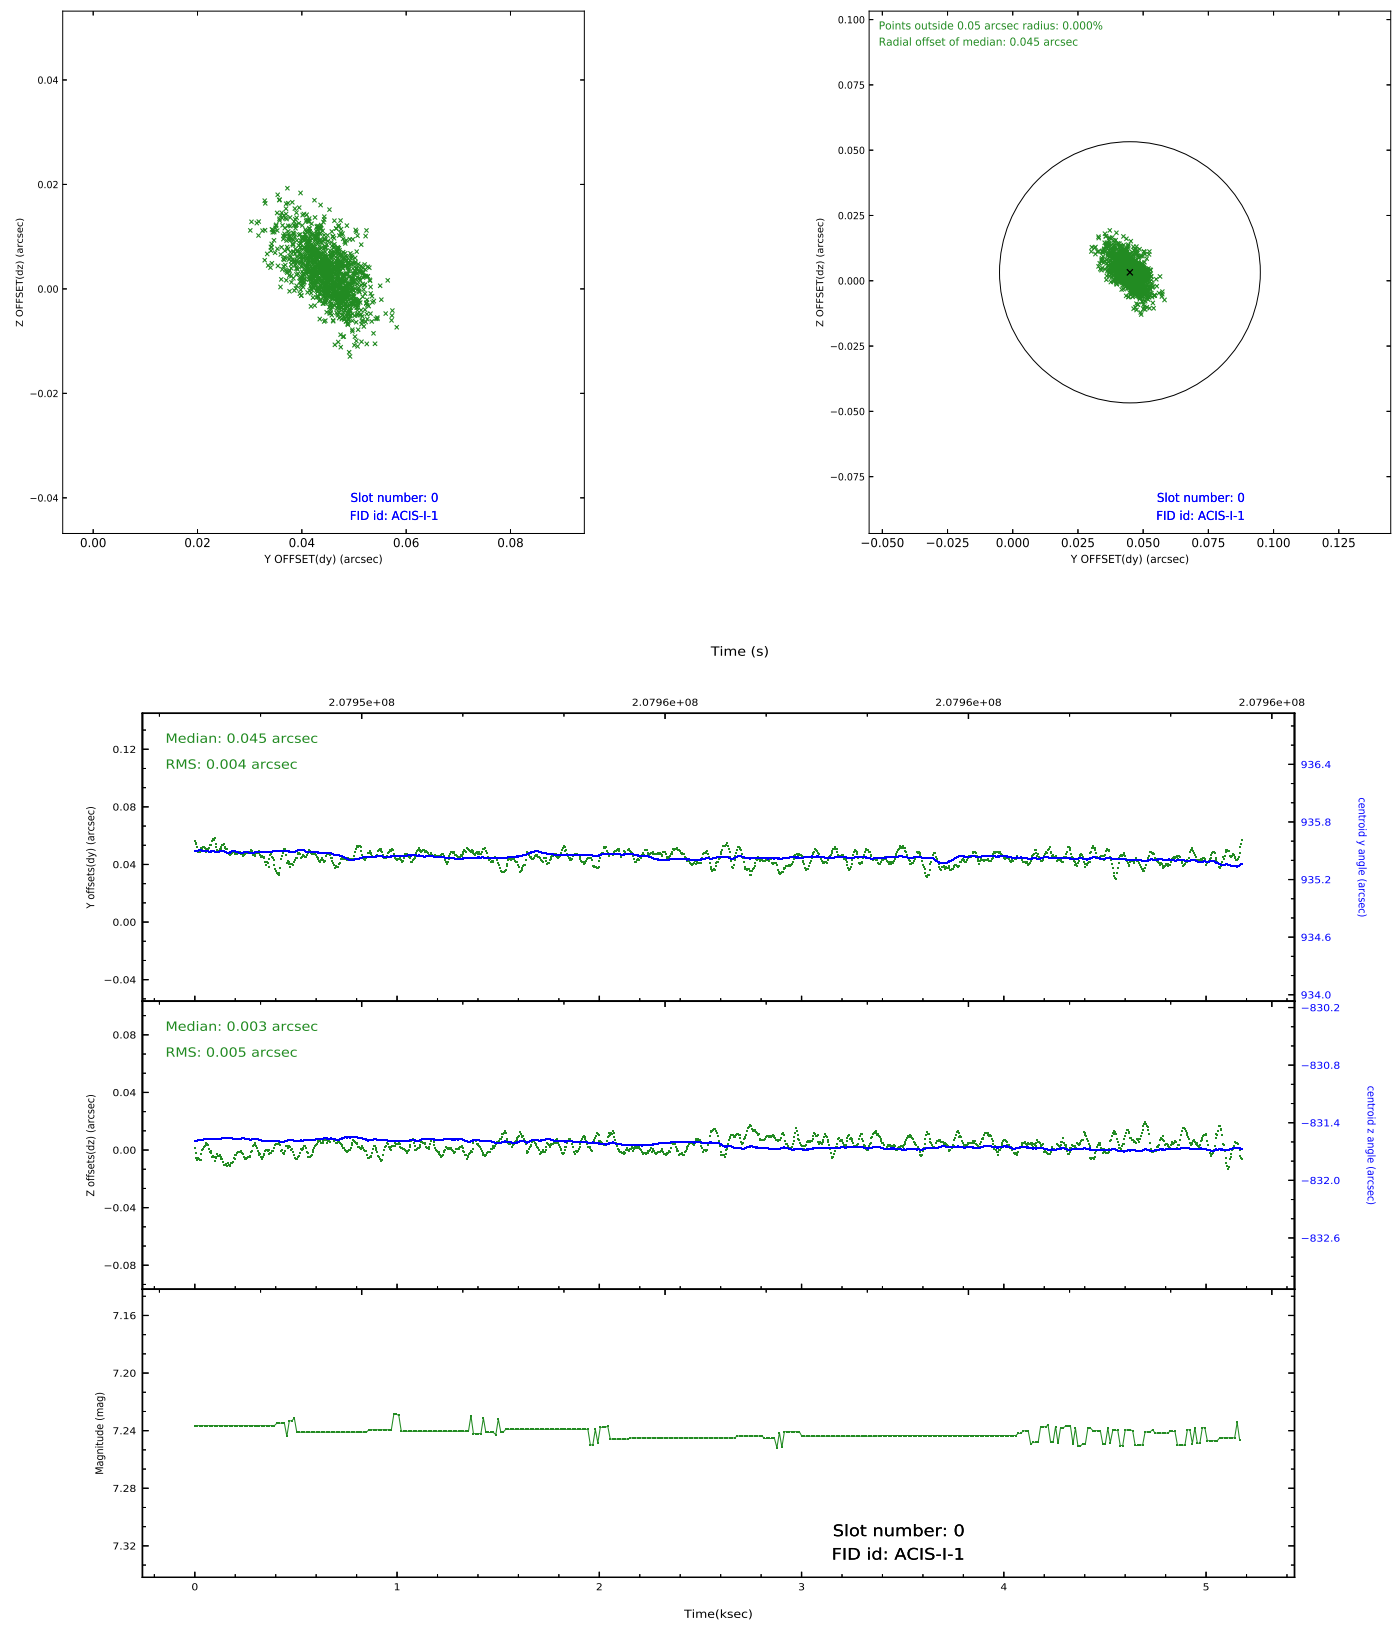 0.04
0.02
0.00
−0.02
−0.04
Z OFFSET(dz) (arcsec)
Slot number: 0
FID id: ACIS-I-1
0.00 0.02 0.04 0.06 0.08
Y OFFSET(dy) (arcsec)
Points outside 0.05 arcsec radius: 0.000%
Radial offset of median: 0.045 arcsec
0.100
0.075
0.050
0.025
0.000
−0.025
−0.050
−0.075
Z OFFSET(dz) (arcsec)
Slot number: 0
FID id: ACIS-I-1
−0.050 −0.025 0.000 0.025 0.050 0.075 0.100 0.125
Y OFFSET(dy) (arcsec)
Time (s)
2.0795e+08 2.0796e+08 2.0796e+08 2.0796e+08
Median: 0.045 arcsec
RMS: 0.004 arcsec
0.12
0.08
0.04
0.00
−0.04
Y offsets(dy) (arcsec)
936.4
935.8
935.2
934.6
934.0
centroid y angle (arcsec)
Median: 0.003 arcsec
RMS: 0.005 arcsec
0.08
0.04
0.00
−0.04
−0.08
Z offsets(dz) (arcsec)
−830.2
−830.8
−831.4
−832.0
−832.6
centroid z angle (arcsec)
7.16
7.20
7.24
7.28
7.32
Magnitude (mag)
Slot number: 0
FID id: ACIS-I-1
0 1 2 3 4 5
Time(ksec)